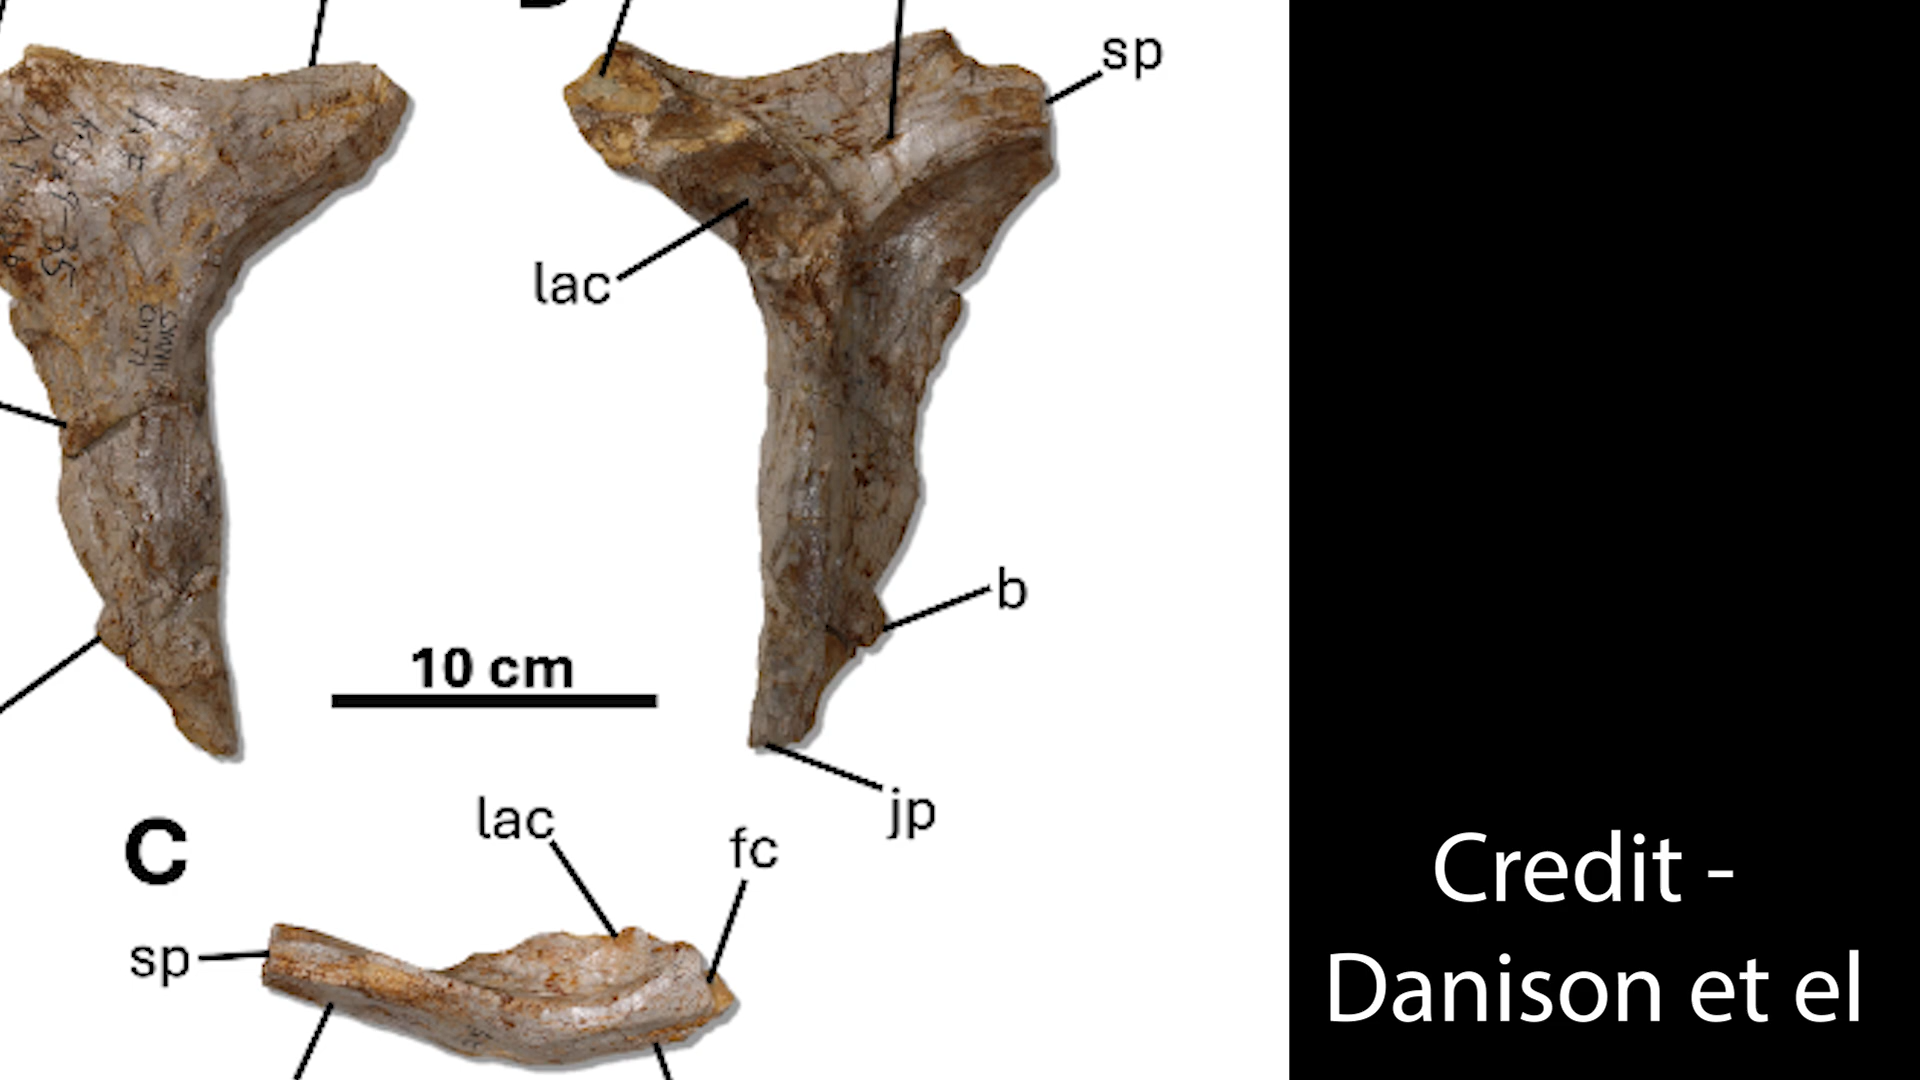 sp
lac
b
10 cm
jp
lac
C
fc
sp
Credit -
Danison et el